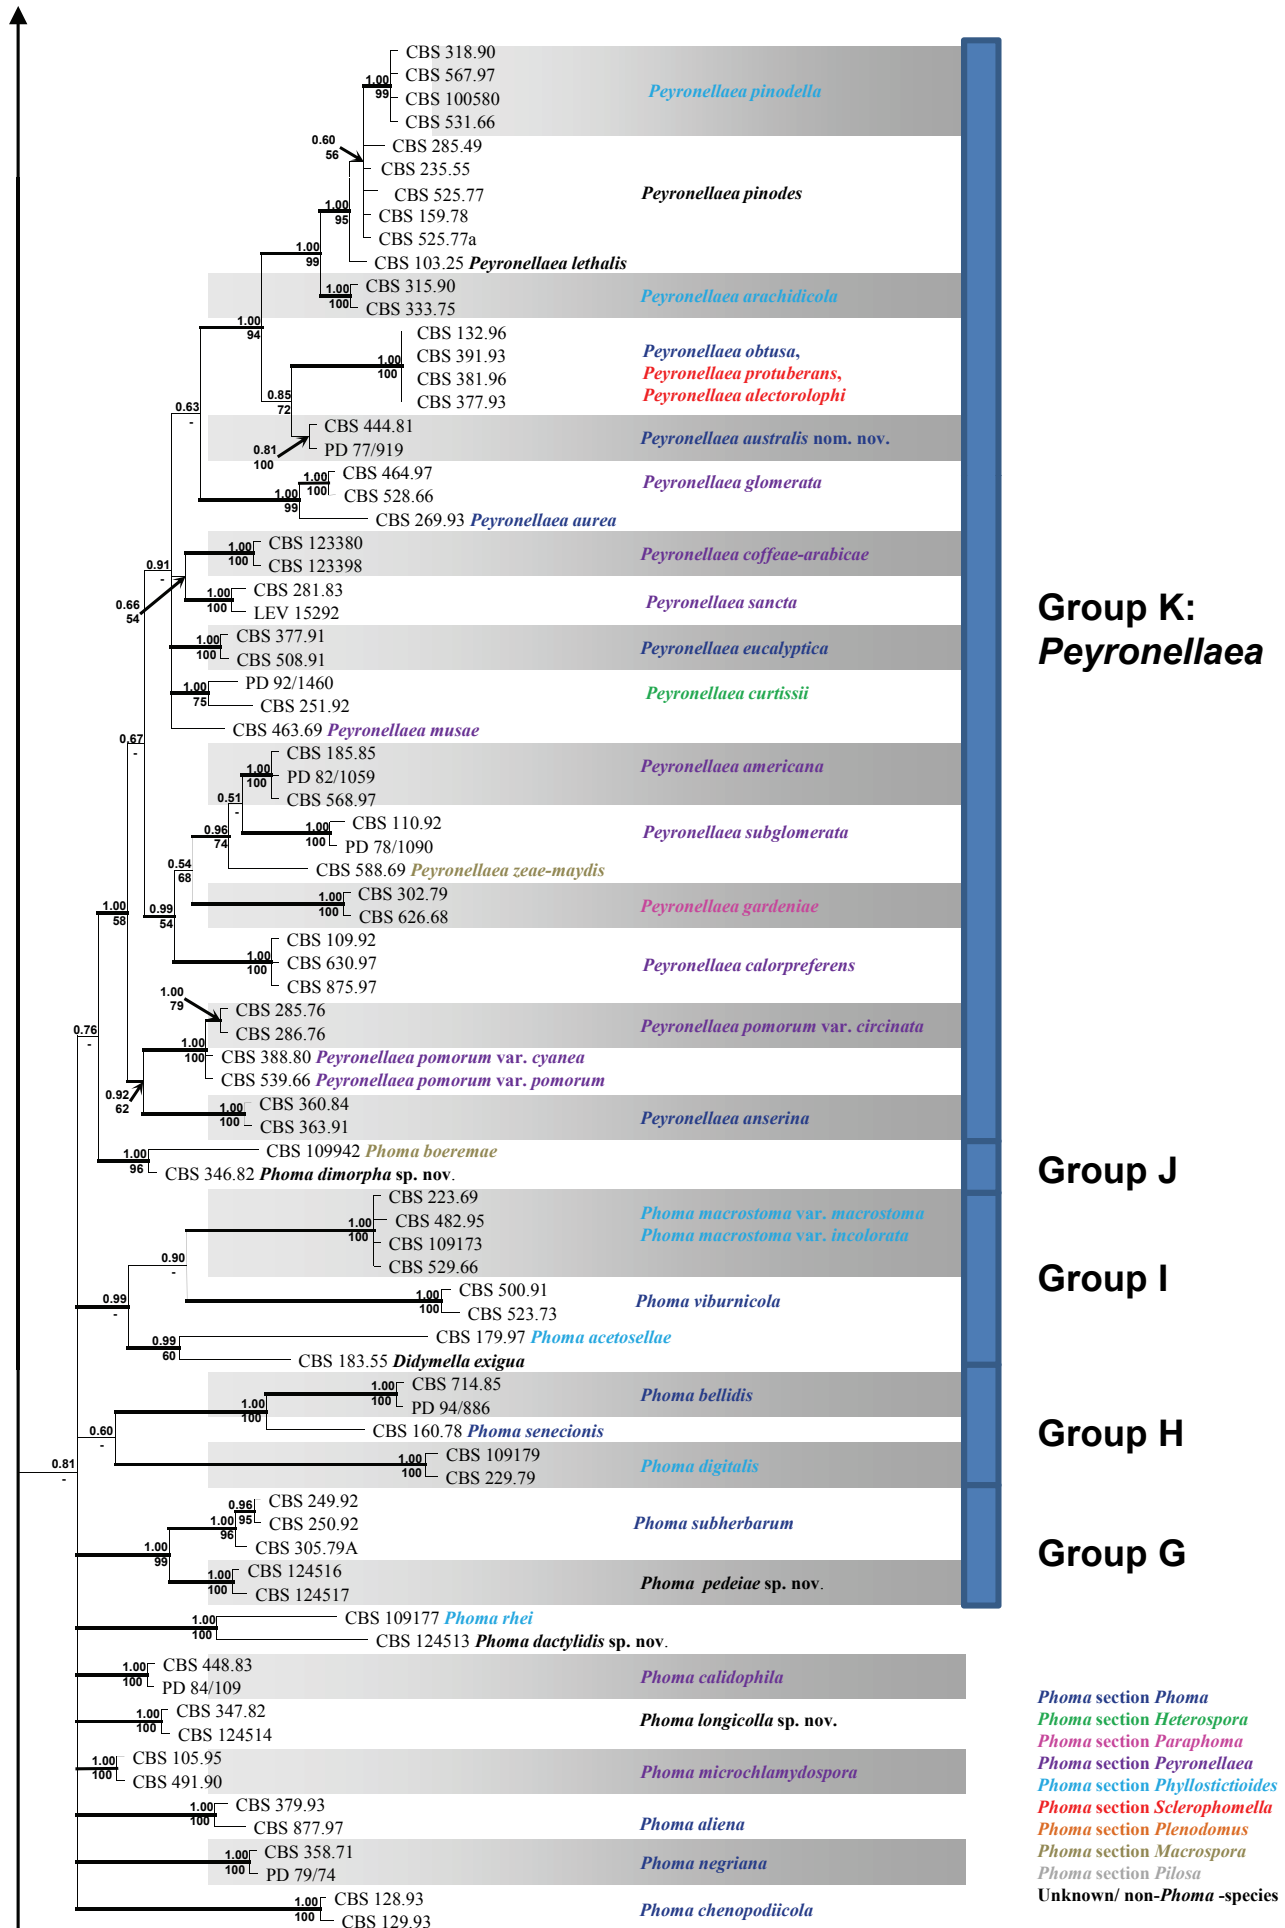 CBS 318.90
1.00
CBS 567.97
Peyronellaea pinodella
99
CBS 100580
CBS 531.66
0.60
56
CBS 285.49
CBS 235.55
CBS 525.77
Peyronellaea pinodes
1.00
95
CBS 159.78
CBS 525.77a
1.00
99
CBS 103.25 Peyronellaea lethalis
1.00
100
CBS 315.90
Peyronellaea arachidicola
CBS 333.75
1.00
94
CBS 132.96
CBS 391.93
Peyronellaea obtusa,
1.00
100
CBS 381.96
Peyronellaea protuberans,
CBS 377.93
Peyronellaea alectorolophi
0.85
72
0.63
-
CBS 444.81
Peyronellaea australis nom. nov.
PD 77/919
0.81
100
1.00
100
CBS 464.97
Peyronellaea glomerata
CBS 528.66
1.00
99
CBS 269.93 Peyronellaea aurea
1.00
100
CBS 123380
Peyronellaea coffeae-arabicae
CBS 123398
0.91
-
0.66
54
1.00
100
CBS 281.83
Peyronellaea sancta
LEV 15292
Group K:
Peyronellaea
1.00
100
CBS 377.91
Peyronellaea eucalyptica
CBS 508.91
1.00
75
PD 92/1460
Peyronellaea curtissii
CBS 251.92
CBS 463.69 Peyronellaea musae
0.67
-
CBS 185.85
1.00
100
PD 82/1059
Peyronellaea americana
CBS 568.97
0.51
-
1.00
100
CBS 110.92
Peyronellaea subglomerata
PD 78/1090
0.96
74
CBS 588.69 Peyronellaea zeae-maydis
0.54
68
1.00
100
CBS 302.79
Peyronellaea gardeniae
CBS 626.68
1.00
58
0.99
54
CBS 109.92
1.00
100
CBS 630.97
Peyronellaea calorpreferens
CBS 875.97
1.00
79
CBS 285.76
Peyronellaea pomorum var. circinata
CBS 286.76
0.76
-
1.00
100
CBS 388.80 Peyronellaea pomorum var. cyanea
CBS 539.66 Peyronellaea pomorum var. pomorum
0.92
62
1.00
100
CBS 360.84
Peyronellaea anserina
CBS 363.91
1.00
96
CBS 109942 Phoma boeremae
CBS 346.82 Phoma dimorpha sp. nov.
Group J
CBS 223.69
Phoma macrostoma var. macrostoma
1.00
100
CBS 482.95
Phoma macrostoma var. incolorata
CBS 109173
CBS 529.66
0.90
-
Group I
1.00
100
CBS 500.91
Phoma viburnicola
CBS 523.73
0.99
-
0.99
60
CBS 179.97 Phoma acetosellae
CBS 183.55 Didymella exigua
1.00
100
CBS 714.85
Phoma bellidis
PD 94/886
1.00
100
CBS 160.78 Phoma senecionis
Group H
0.60
-
1.00
100
CBS 109179
Phoma digitalis
CBS 229.79
0.81
-
0.96
95
CBS 249.92
CBS 250.92
Phoma subherbarum
1.00
96
CBS 305.79A
1.00
99
Group G
1.00
100
CBS 124516
Phoma pedeiae sp. nov.
CBS 124517
1.00
100
CBS 109177 Phoma rhei
CBS 124513 Phoma dactylidis sp. nov.
1.00
100
CBS 448.83
Phoma calidophila
PD 84/109
1.00
100
CBS 347.82
Phoma longicolla sp. nov.
CBS 124514
1.00
100
CBS 105.95
Phoma microchlamydospora
CBS 491.90
1.00
100
CBS 379.93
Phoma aliena
CBS 877.97
1.00
100
CBS 358.71
Phoma negriana
PD 79/74
1.00
100
CBS 128.93
Phoma chenopodiicola
CBS 129.93
Phoma section Phoma
Phoma section Heterospora
Phoma section Paraphoma
Phoma section Peyronellaea
Phoma section Phyllostictioides
Phoma section Sclerophomella
Phoma section Plenodomus
Phoma section Macrospora
Phoma section Pilosa
Unknown/ non-Phoma -species